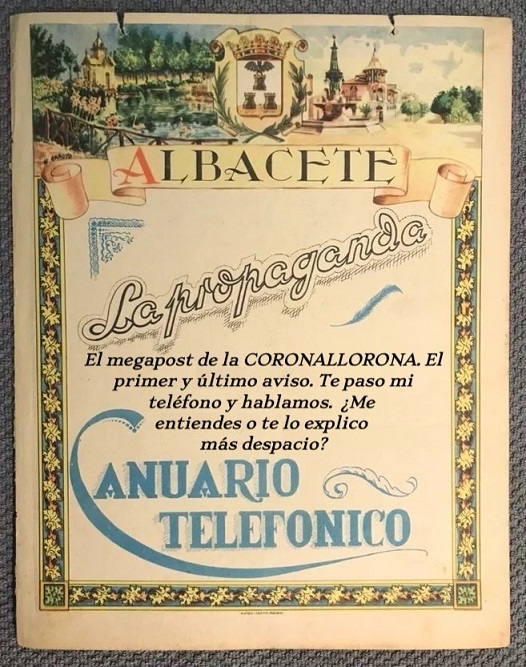 ALBACETE
La propaganda
El megapost de la CORONALLORONA. El
primer y último aviso. Te paso mi
teléfono y hablamos. ¿Me
entiendes o te lo explico
más despacio?
ANUARIO
TELEFONICO